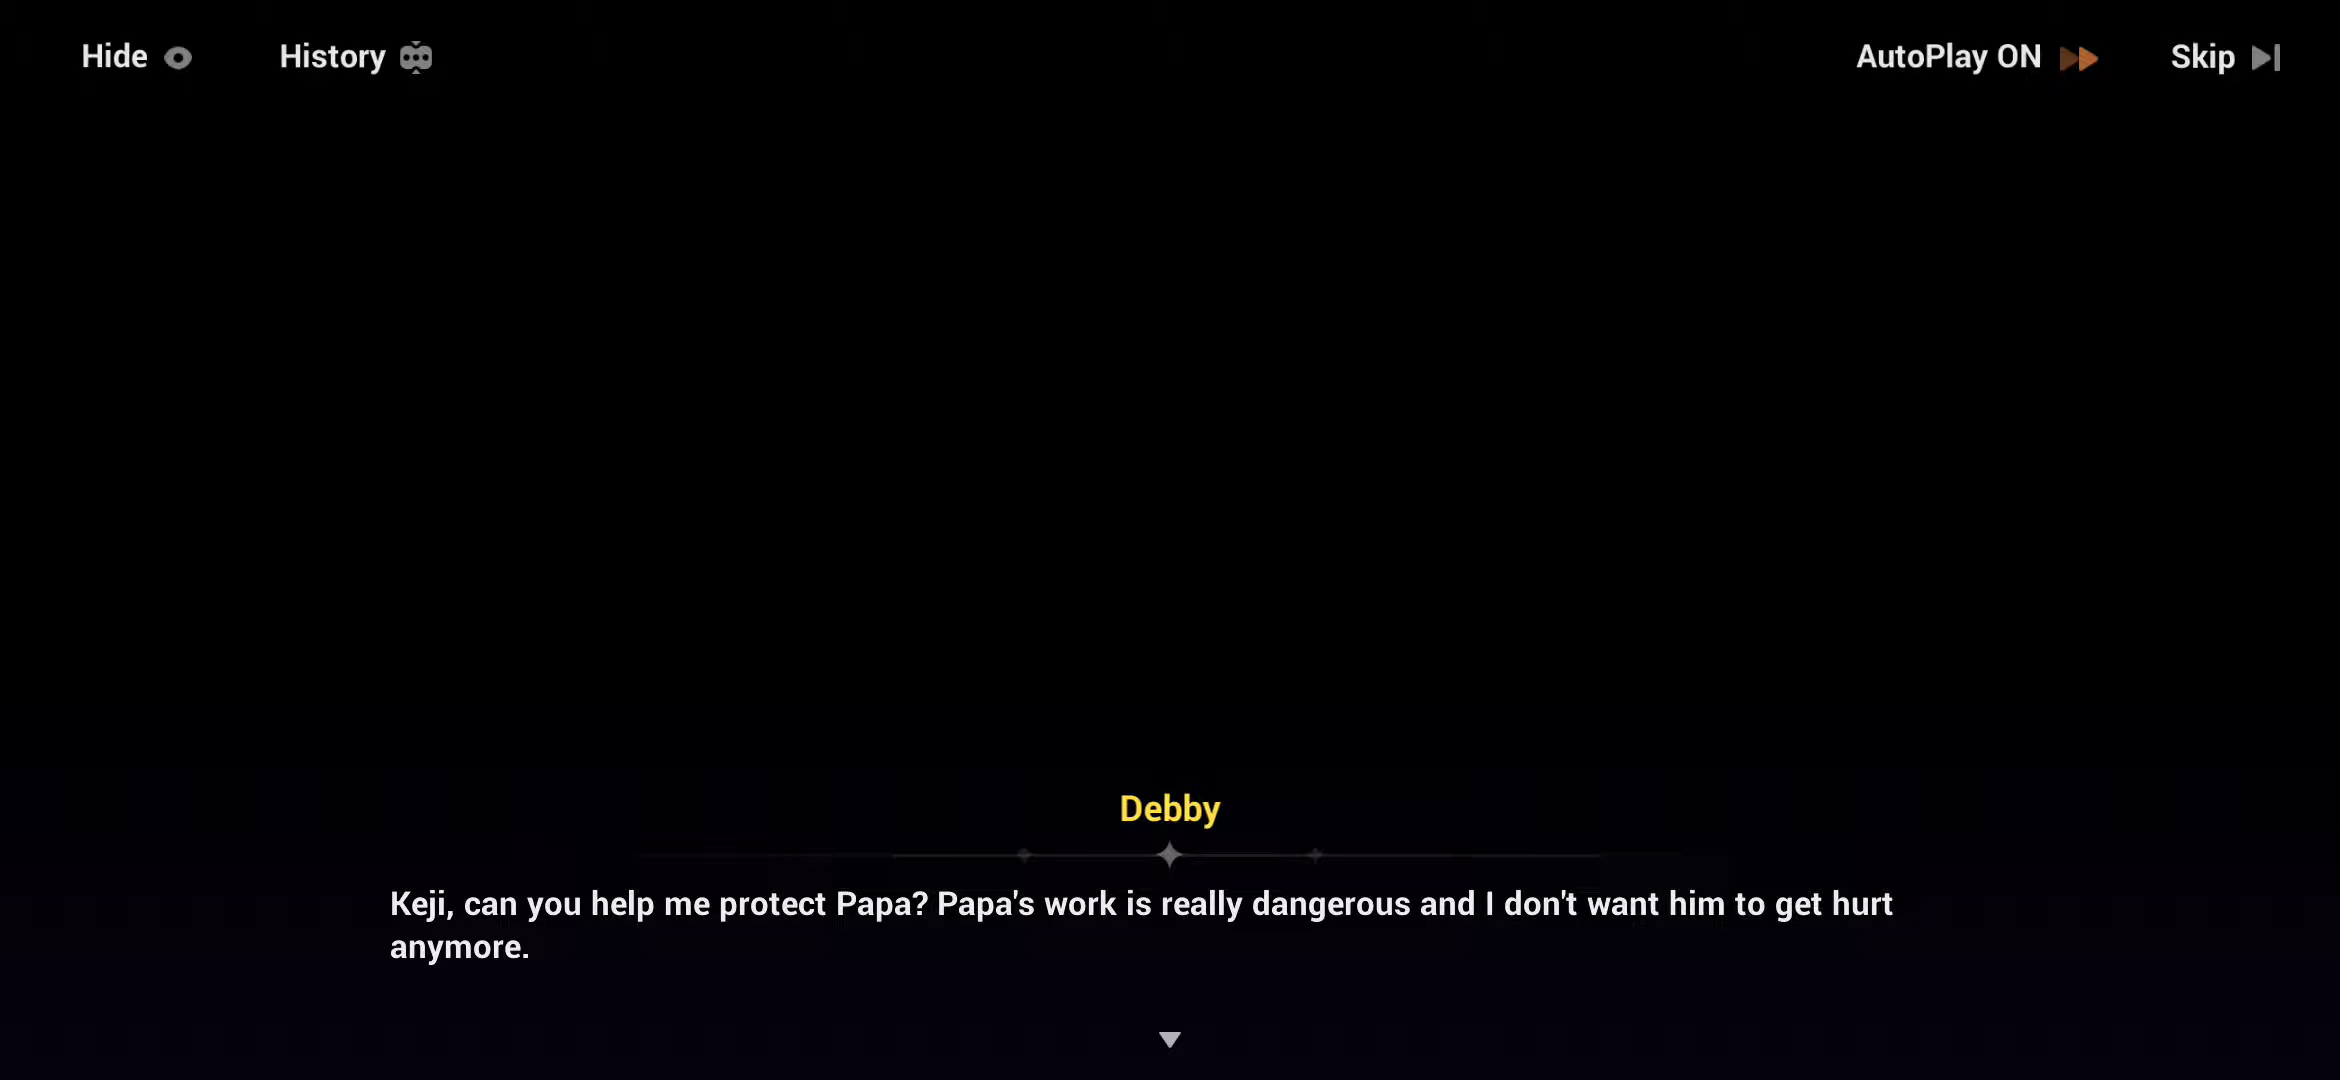 Hide
History
AutoPlay ON
Skip
Debby
Keji, can you help me protect Papa? Papa's work is really dangerous and I don't want him to get hurt
anymore.